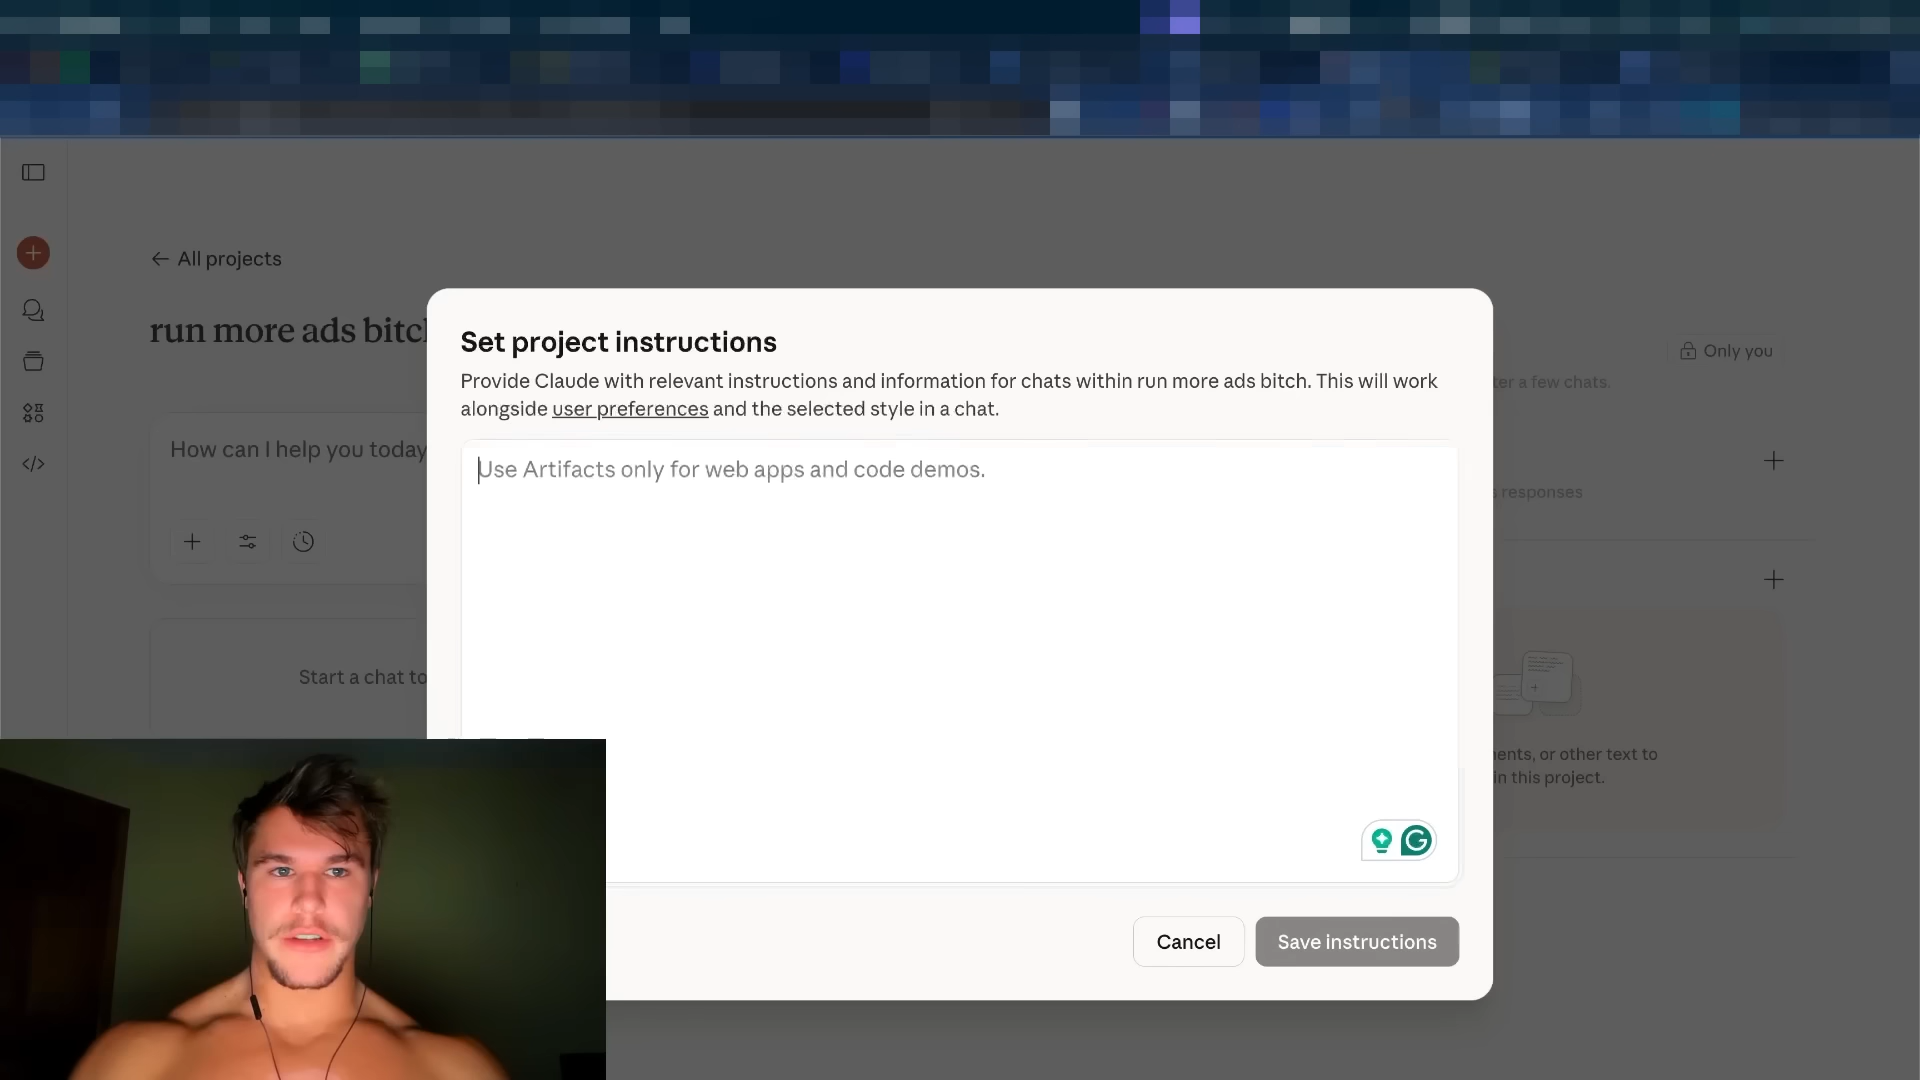 All projects
run more ads bitch
Only you
Set project instructions
Provide Claude with relevant instructions and information for chats within run more ads bitch. This will work
alongside user preferences and the selected style in a chat.
ter a few chats.
How can I help you today
Use Artifacts only for web apps and code demos.
s responses
Start a chat to
ments, or other text to
in this project.
Cancel
Save instructions